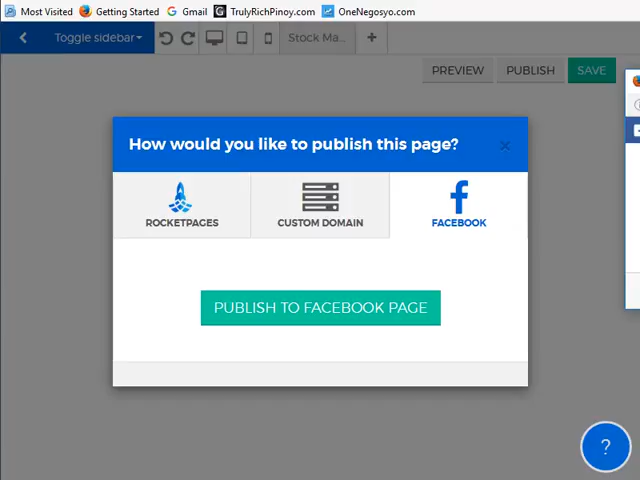 Most Visited Getting Started Gmail TrulyRichPinoy.com OneNegosyo.com
Toggle sidebar Stock Ma... +
PREVIEW PUBLISH SAVE
How would you like to publish this page? ×
ROCKETPAGES CUSTOM DOMAIN FACEBOOK
PUBLISH TO FACEBOOK PAGE
?